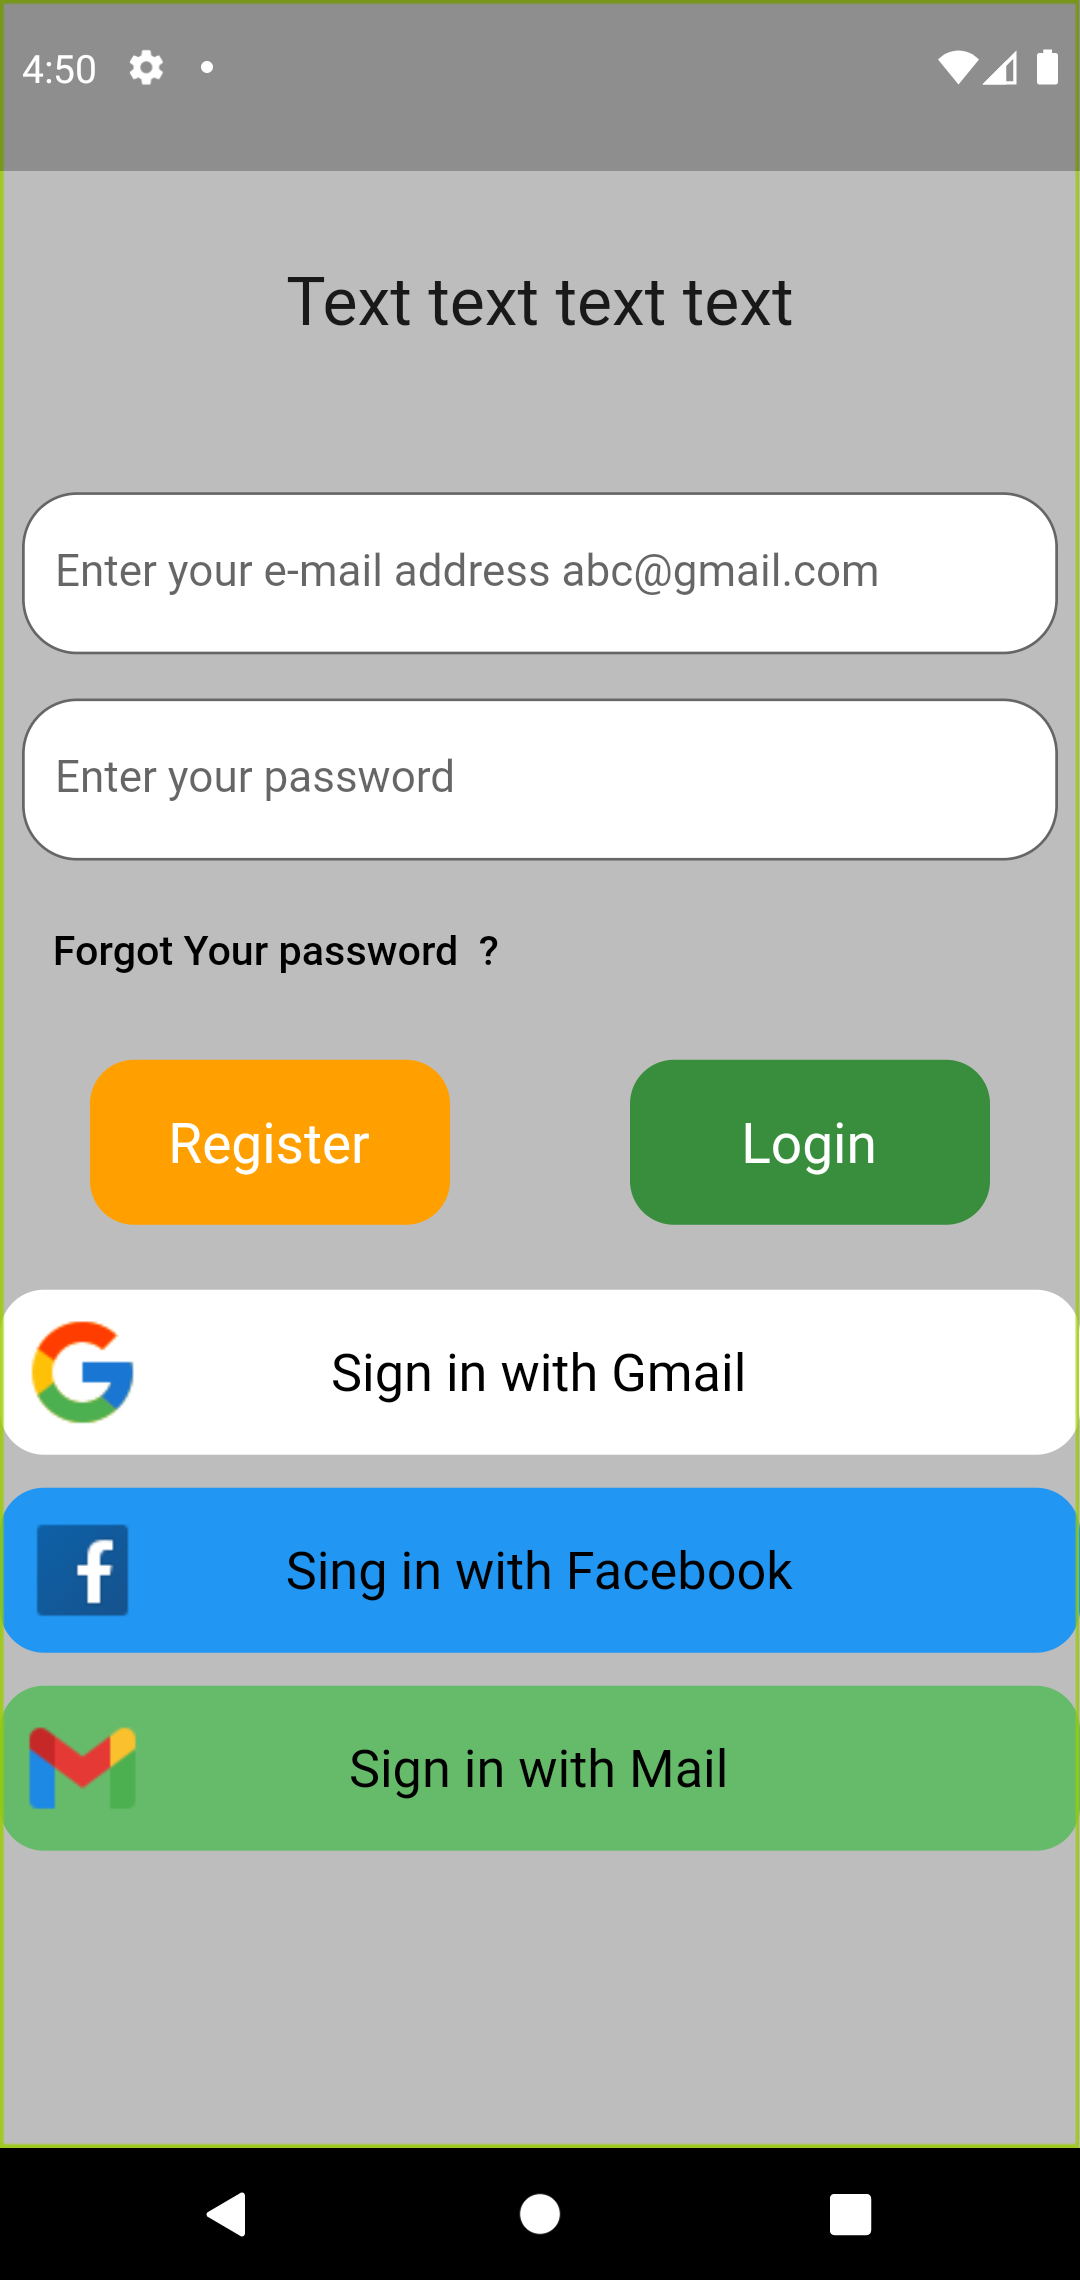 4:50
Text text text text
Enter your e-mail address abc@gmail.com
Enter your password
Forgot Your password ?
Register
Login
Sign in with Gmail
Sing in with Facebook
Sign in with Mail